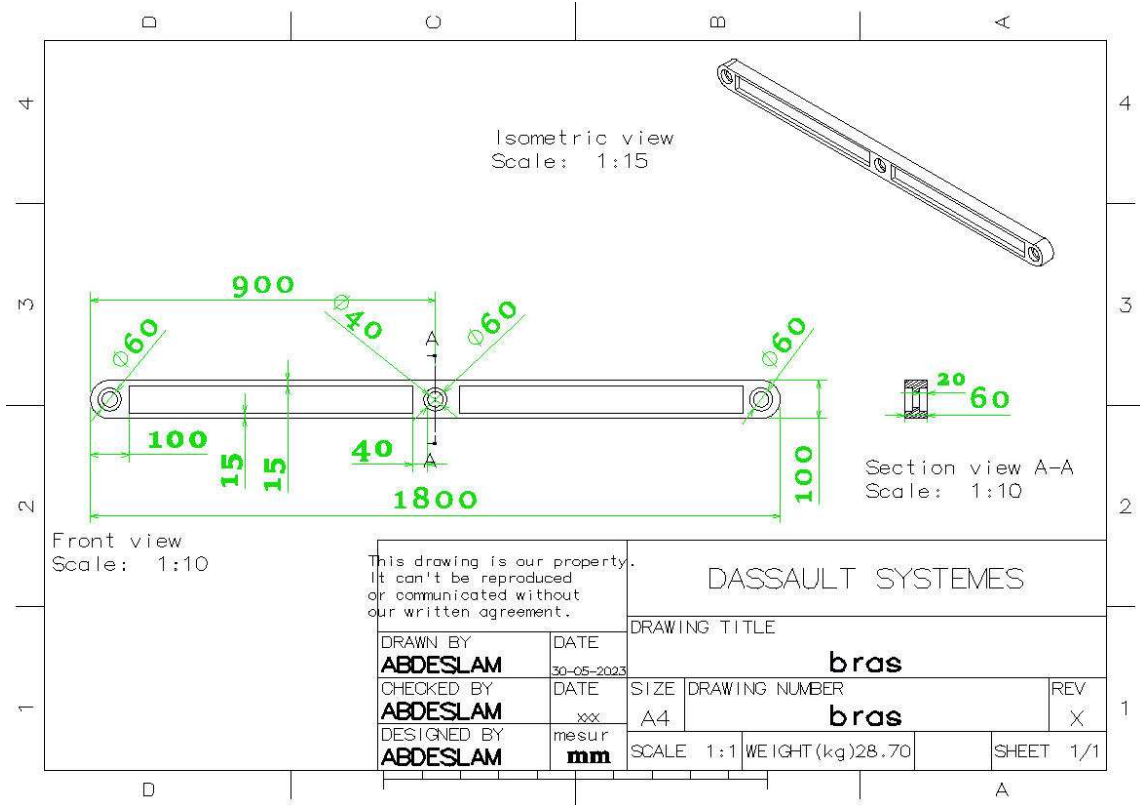 D C B A
4 4
Isometric view
Scale: 1:15
3 3
900
Ø60
Ø40
Ø60
Ø60
A
20
60
100
15
15
40
A
100
1800
Section view A-A
Scale: 1:10
2 2
Front view
Scale: 1:10
This drawing is our property.
It can't be reproduced
or communicated without
our written agreement.
DASSAULT SYSTEMES
DRAWING TITLE
bras
DRAWN BY
ABDESLAM
DATE
30-05-2023
CHECKED BY
ABDESLAM
DATE
xxx
SIZE
A4
DRAWING NUMBER
bras
REV
X
1 1
DESIGNED BY
ABDESLAM
mesur
mm
SCALE 1:1
WEIGHT(kg)28.70
SHEET 1/1
D A